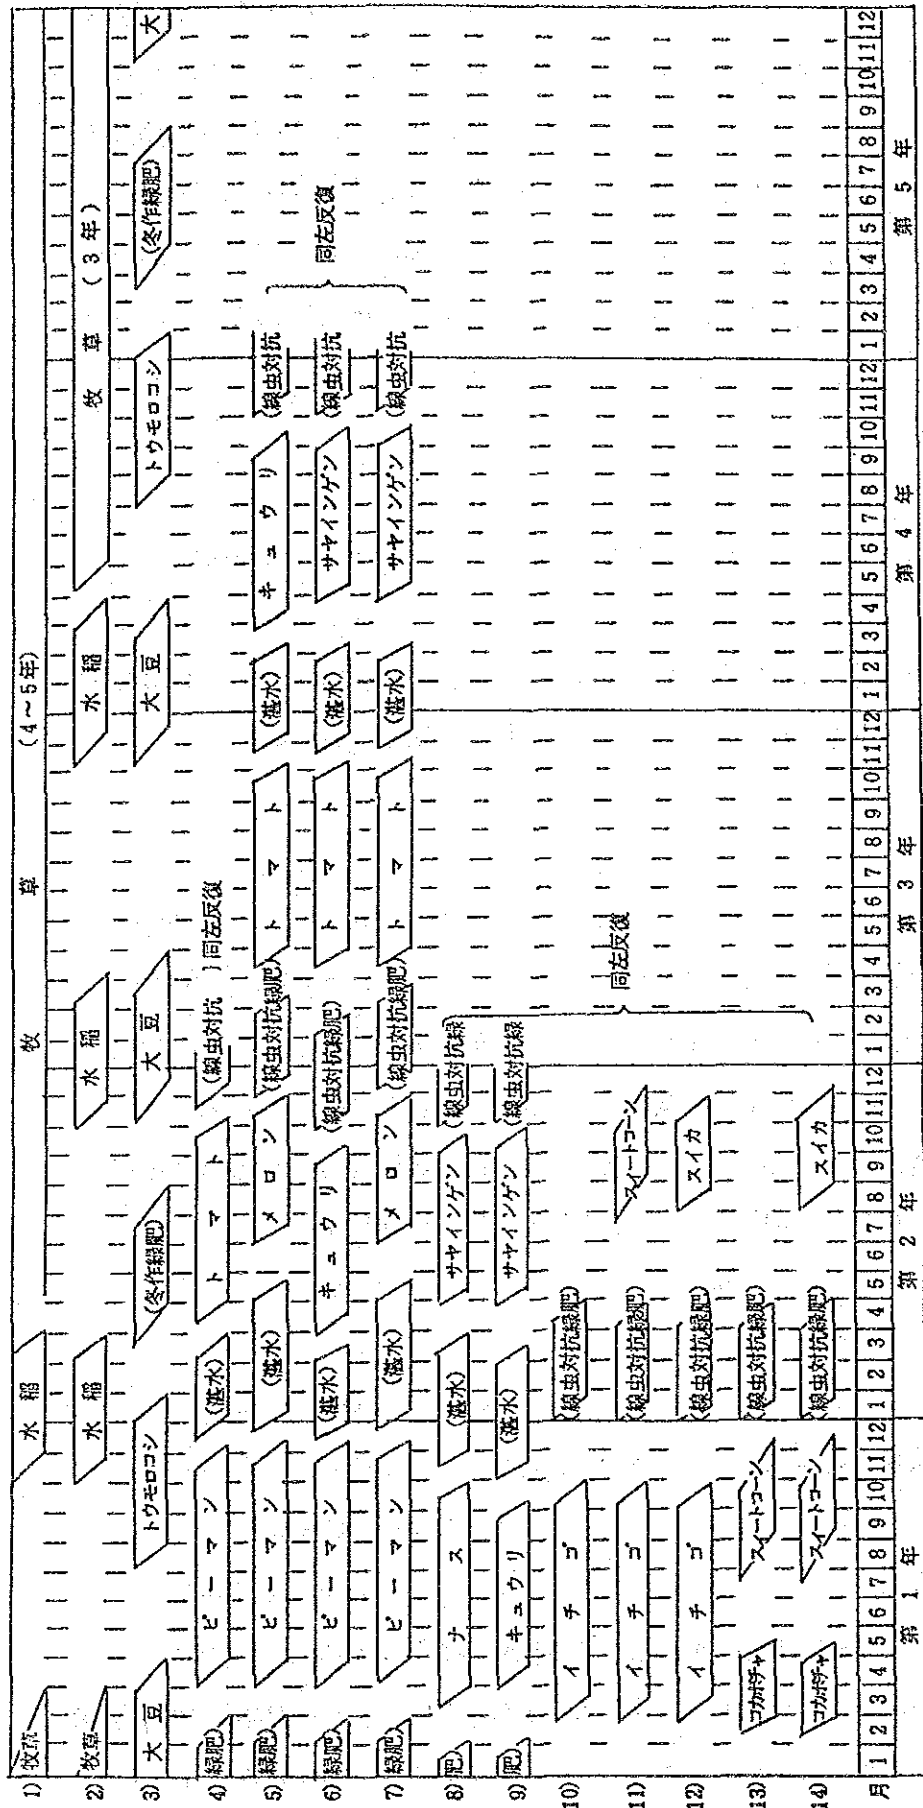 1) 牧草 水稲 牧草 (4~5年)
2) 牧草 水稲 水稲 水稲 牧草 (3年)
3) 大豆 トウモロコシ (冬作緑肥) 大豆 大豆 トウモロコシ (冬作緑肥) 大
4) 緑肥) ピーマン (湛水) トマト (線虫対抗 } 同左反復
5) 緑肥) ピーマン (湛水) メロン (線虫対抗緑肥) トマト (湛水) キュウリ (線虫対抗
6) 緑肥) ピーマン (湛水) キュウリ (線虫対抗緑肥) トマト (湛水) サヤインゲン (線虫対抗
同左反復
7) 緑肥) ピーマン (湛水) メロン (線虫対抗緑肥) トマト (湛水) サヤインゲン (線虫対抗
8) 肥) ナス (湛水) サヤインゲン (線虫対抗緑
9) 肥) キュウリ (湛水) サヤインゲン (線虫対抗緑
10) イチゴ (線虫対抗緑肥)
11) イチゴ (線虫対抗緑肥) スイートコーン
同左反復
12) イチゴ (線虫対抗緑肥) スイカ
13) コカボチャ スイートコーン (線虫対抗緑肥)
14) コカボチャ スイートコーン (線虫対抗緑肥) スイカ
月 1 2 3 4 5 6 7 8 9 10 11 12 1 2 3 4 5 6 7 8 9 10 11 12 1 2 3 4 5 6 7 8 9 10 11 12 1 2 3 4 5 6 7 8 9 10 11 12 1 2 3 4 5 6 7 8 9 10 11 12
第1年 第2年 第3年 第4年 第5年